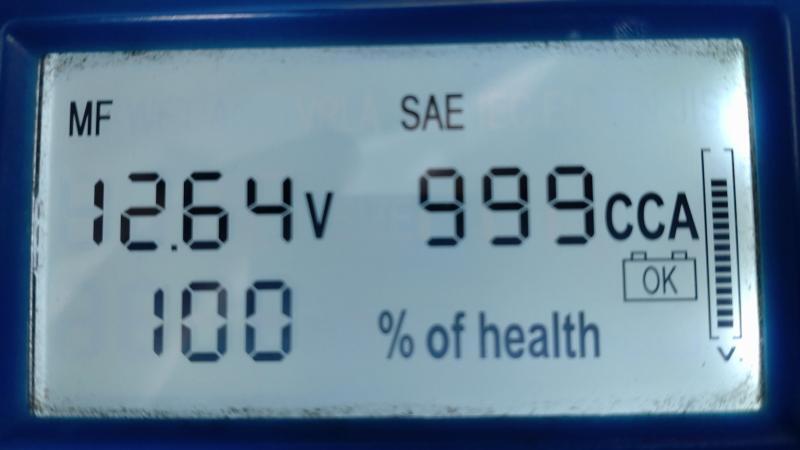 MF SAE
12.64V 999CCA
OK
100 % of health